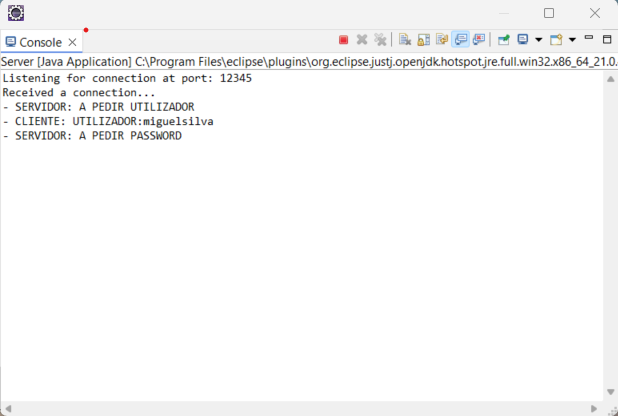 Console
Server [Java Application] C:\Program Files\eclipse\plugins\org.eclipse.justj.openjdk.hotspot.jre.full.win32.x86_64_21.0.
Listening for connection at port: 12345
Received a connection...
- SERVIDOR: A PEDIR UTILIZADOR
- CLIENTE: UTILIZADOR:miguelsilva
- SERVIDOR: A PEDIR PASSWORD